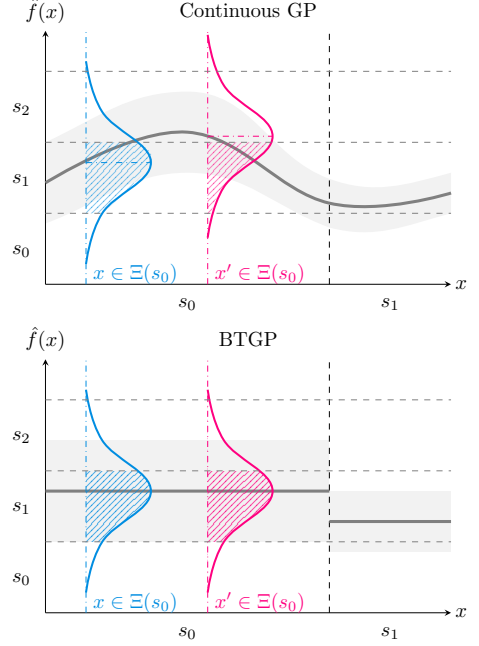 Continuous GP
f̂(x)
s₂
s₁
s₀
x ∈ Ξ(s₀) x′ ∈ Ξ(s₀)
x
s₀ s₁
BTGP
f̂(x)
s₂
s₁
s₀
x ∈ Ξ(s₀) x′ ∈ Ξ(s₀)
x
s₀ s₁